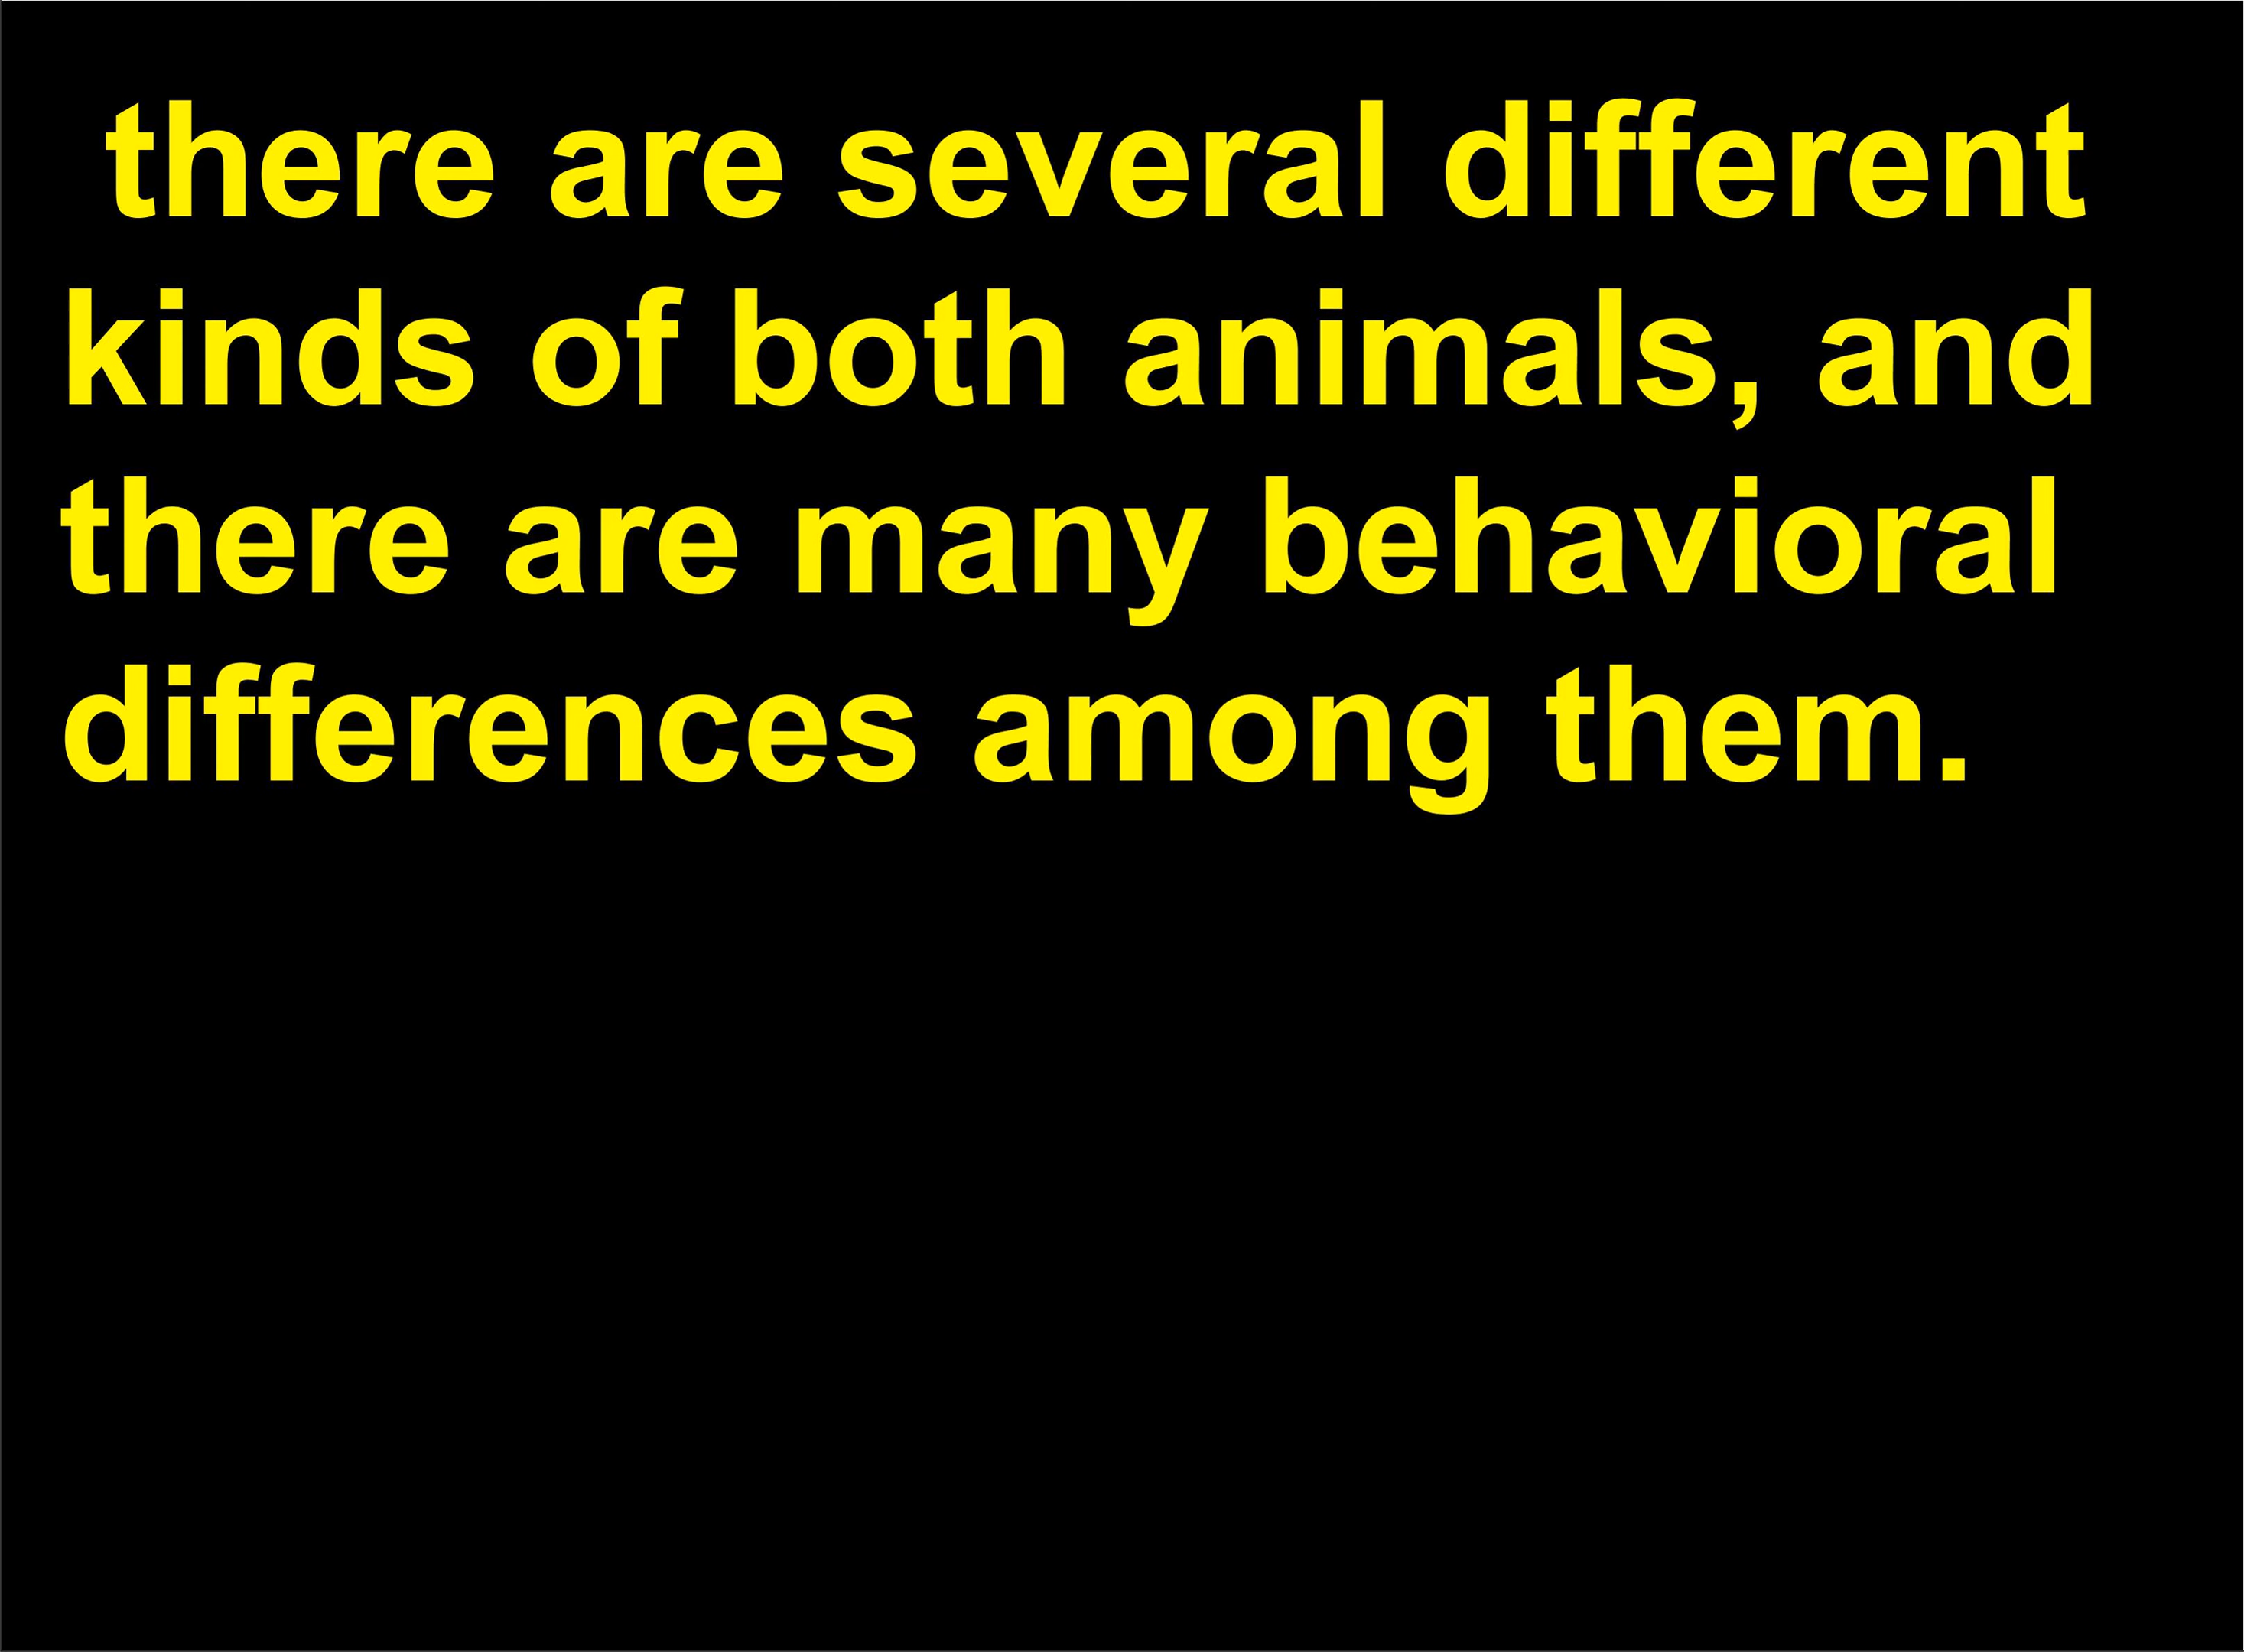 there are several different
kinds of both animals, and
there are many behavioral
differences among them.